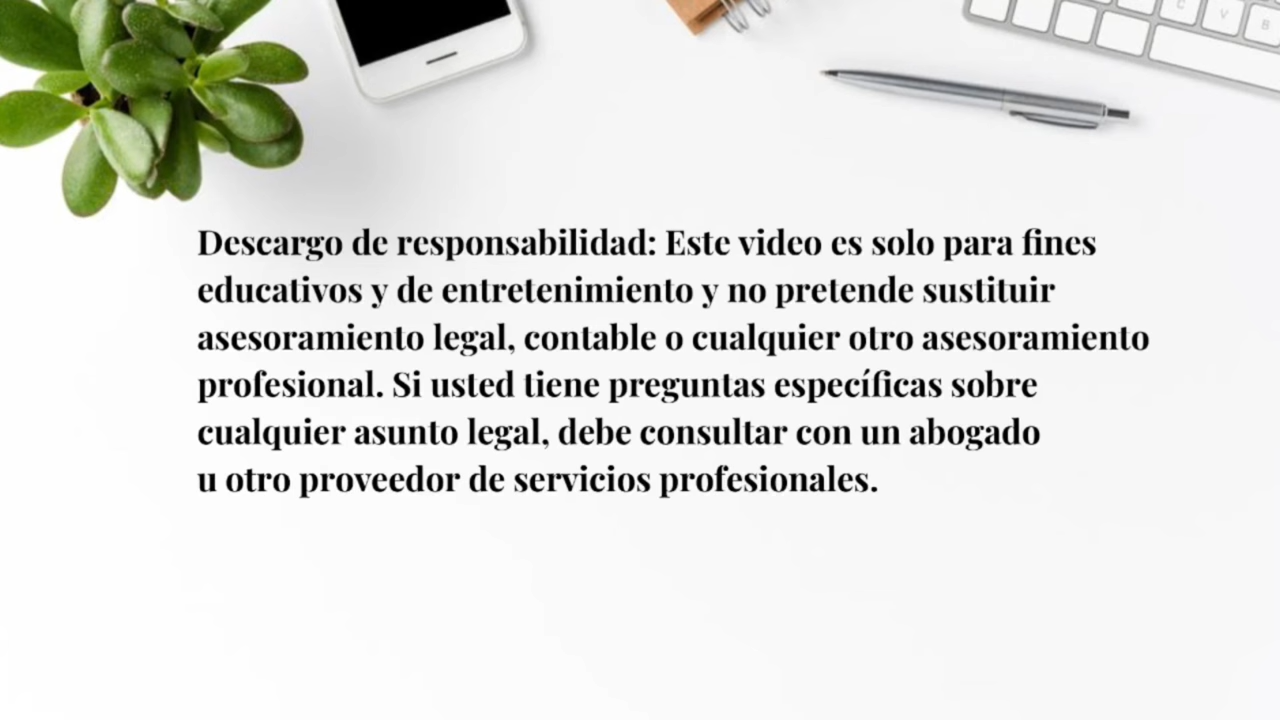 Descargo de responsabilidad: Este video es solo para fines
educativos y de entretenimiento y no pretende sustituir
asesoramiento legal, contable o cualquier otro asesoramiento
profesional. Si usted tiene preguntas específicas sobre
cualquier asunto legal, debe consultar con un abogado
u otro proveedor de servicios profesionales.
C V B